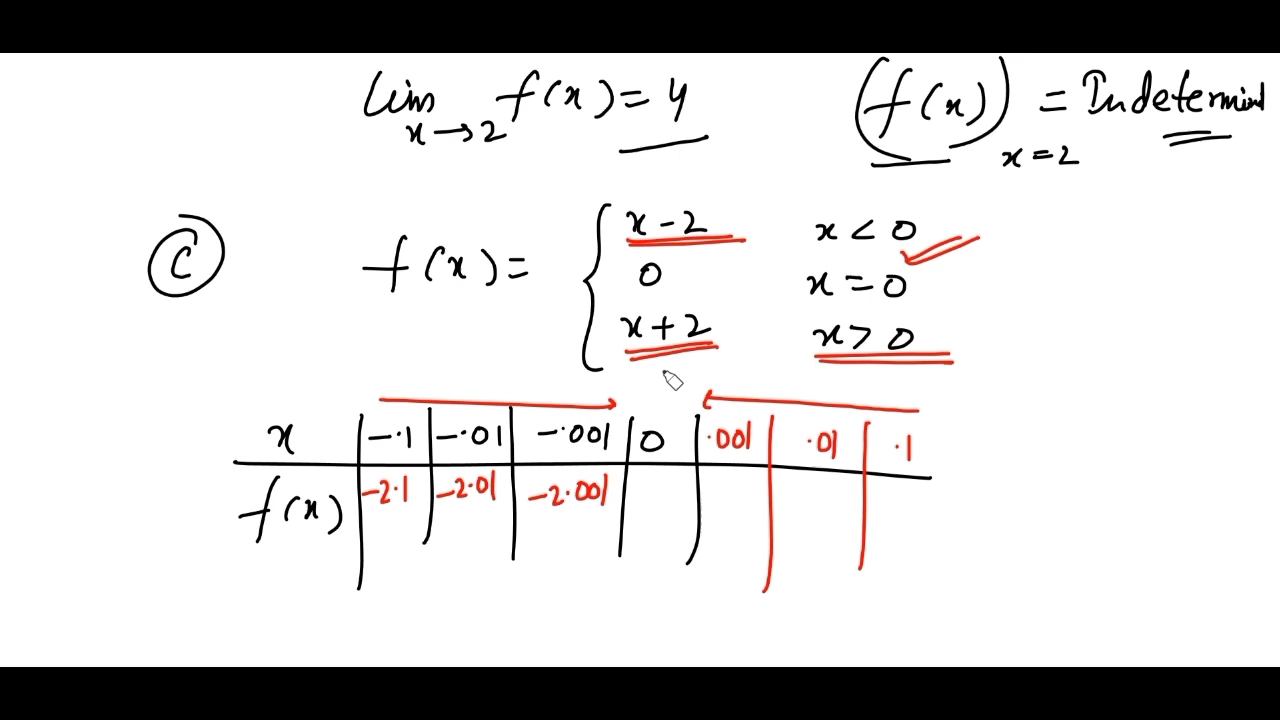 lim x→2 f(x) = 4 (f(x)) x=2 = Indeterminant
C
f(x) = { x - 2 x < 0
0 x = 0
x + 2 x > 0
x | -.1 | -.01 | -.001 | 0 | .001 | .01 | .1
f(x) | -2.1 | -2.01 | -2.001